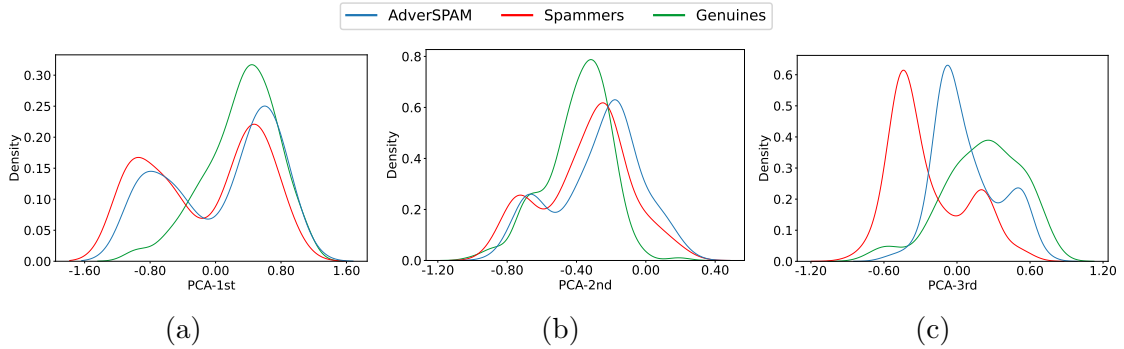 AdverSPAM Spammers Genuines
0.30
0.25
0.20
0.15
0.10
0.05
0.00
Density
-1.60 -0.80 0.00 0.80 1.60
PCA-1st
(a)
0.8
0.6
0.4
0.2
0.0
Density
-1.20 -0.80 -0.40 0.00 0.40
PCA-2nd
(b)
0.6
0.5
0.4
0.3
0.2
0.1
0.0
Density
-1.20 -0.60 0.00 0.60 1.20
PCA-3rd
(c)